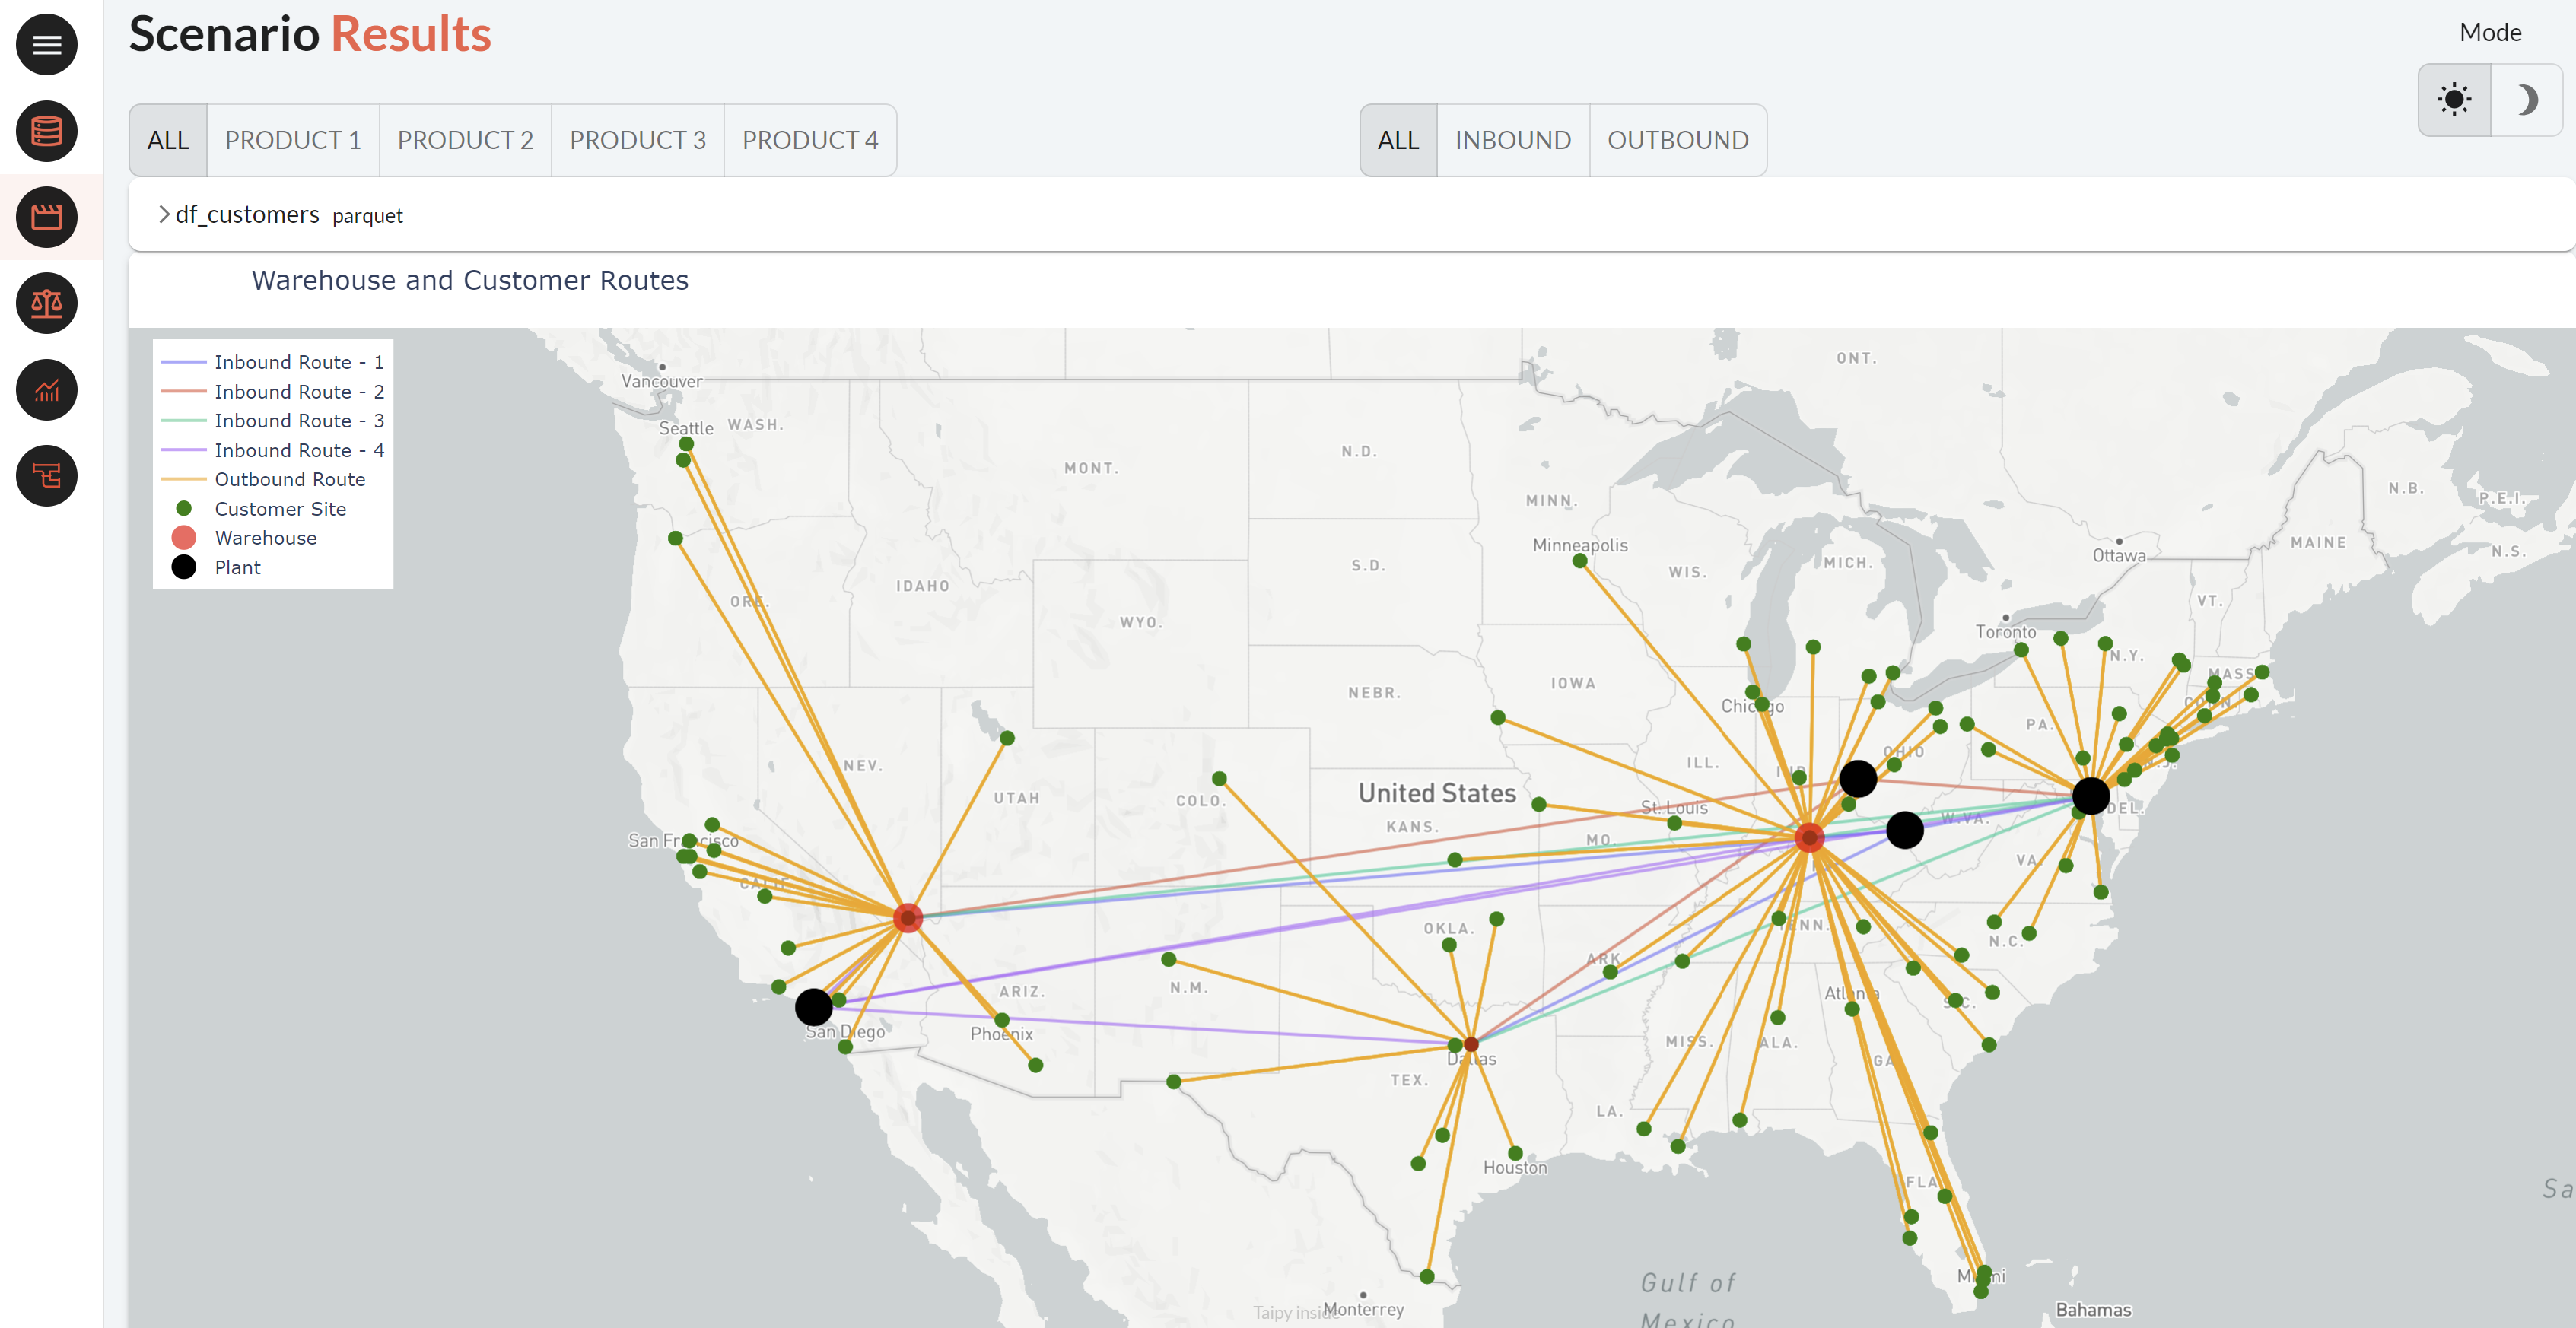 Scenario Results
Mode
ALL PRODUCT 1 PRODUCT 2 PRODUCT 3 PRODUCT 4
ALL INBOUND OUTBOUND
df_customers parquet
Warehouse and Customer Routes
Inbound Route - 1
Inbound Route - 2
Inbound Route - 3
Inbound Route - 4
Outbound Route
Customer Site
Warehouse
Plant
ONT.
Vancouver
Seattle
WASH.
N.D.
MONT.
N.B.
P.E.I.
MINN.
Minneapolis
MAINE
N.S.
Ottawa
S.D.
WIS.
MICH.
IDAHO
ORE.
VT.
WYO.
Toronto
N.Y.
MASS
IOWA
NEBR.
Chicago
PA.
OHIO
NEV.
ILL.
N.J.
UTAH
COLO.
United States
St. Louis
DEL.
W.VA.
KANS.
MO.
San Francisco
VA.
CALIF
OKLA.
TENN.
N.C.
ARK
N.M.
ARIZ.
Atlanta
S.C.
San Diego
Phoenix
MISS.
ALA.
Dallas
GA
TEX.
LA.
Houston
FLA
Sa
Miami
Gulf of
Mexico
Taipy inside
Monterrey
Bahamas